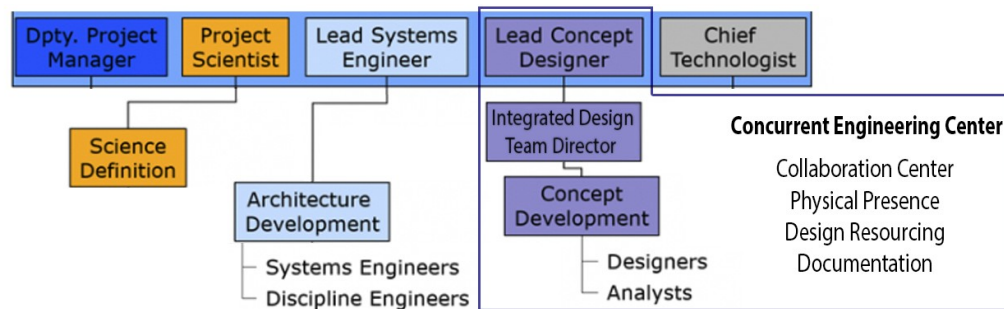 Dpty. Project
Manager
Project
Scientist
Lead Systems
Engineer
Lead Concept
Designer
Chief
Technologist
Science
Definition
Architecture
Development
Systems Engineers
Discipline Engineers
Integrated Design
Team Director
Concept
Development
Designers
Analysts
Concurrent Engineering Center
Collaboration Center
Physical Presence
Design Resourcing
Documentation